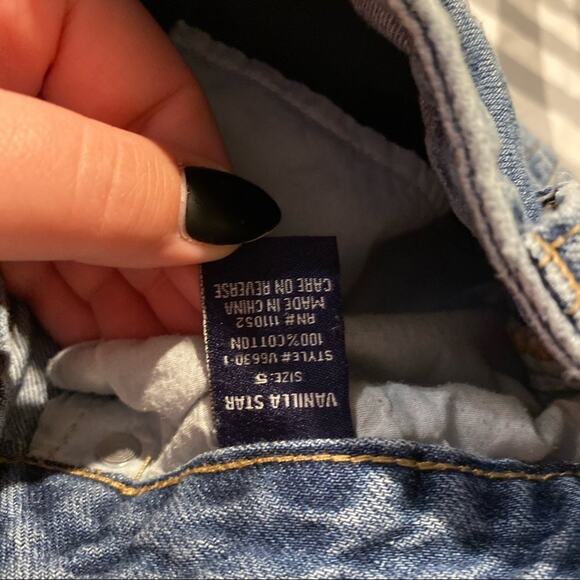 VANILLA STAR
SIZE: 5
STYLE# V6630-1
100%COTTON
RN# 111052
MADE IN CHINA
CARE ON REVERSE